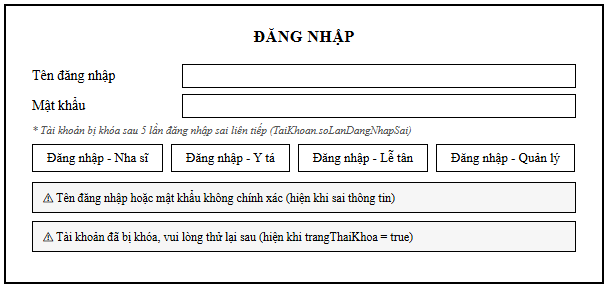 ĐĂNG NHẬP
Tên đăng nhập
Mật khẩu
* Tài khoản bị khóa sau 5 lần đăng nhập sai liên tiếp (TaiKhoan.soLanDangNhapSai)
Đăng nhập - Nha sĩ Đăng nhập - Y tá Đăng nhập - Lễ tân Đăng nhập - Quản lý
⚠ Tên đăng nhập hoặc mật khẩu không chính xác (hiện khi sai thông tin)
⚠ Tài khoản đã bị khóa, vui lòng thử lại sau (hiện khi trangThaiKhoa = true)